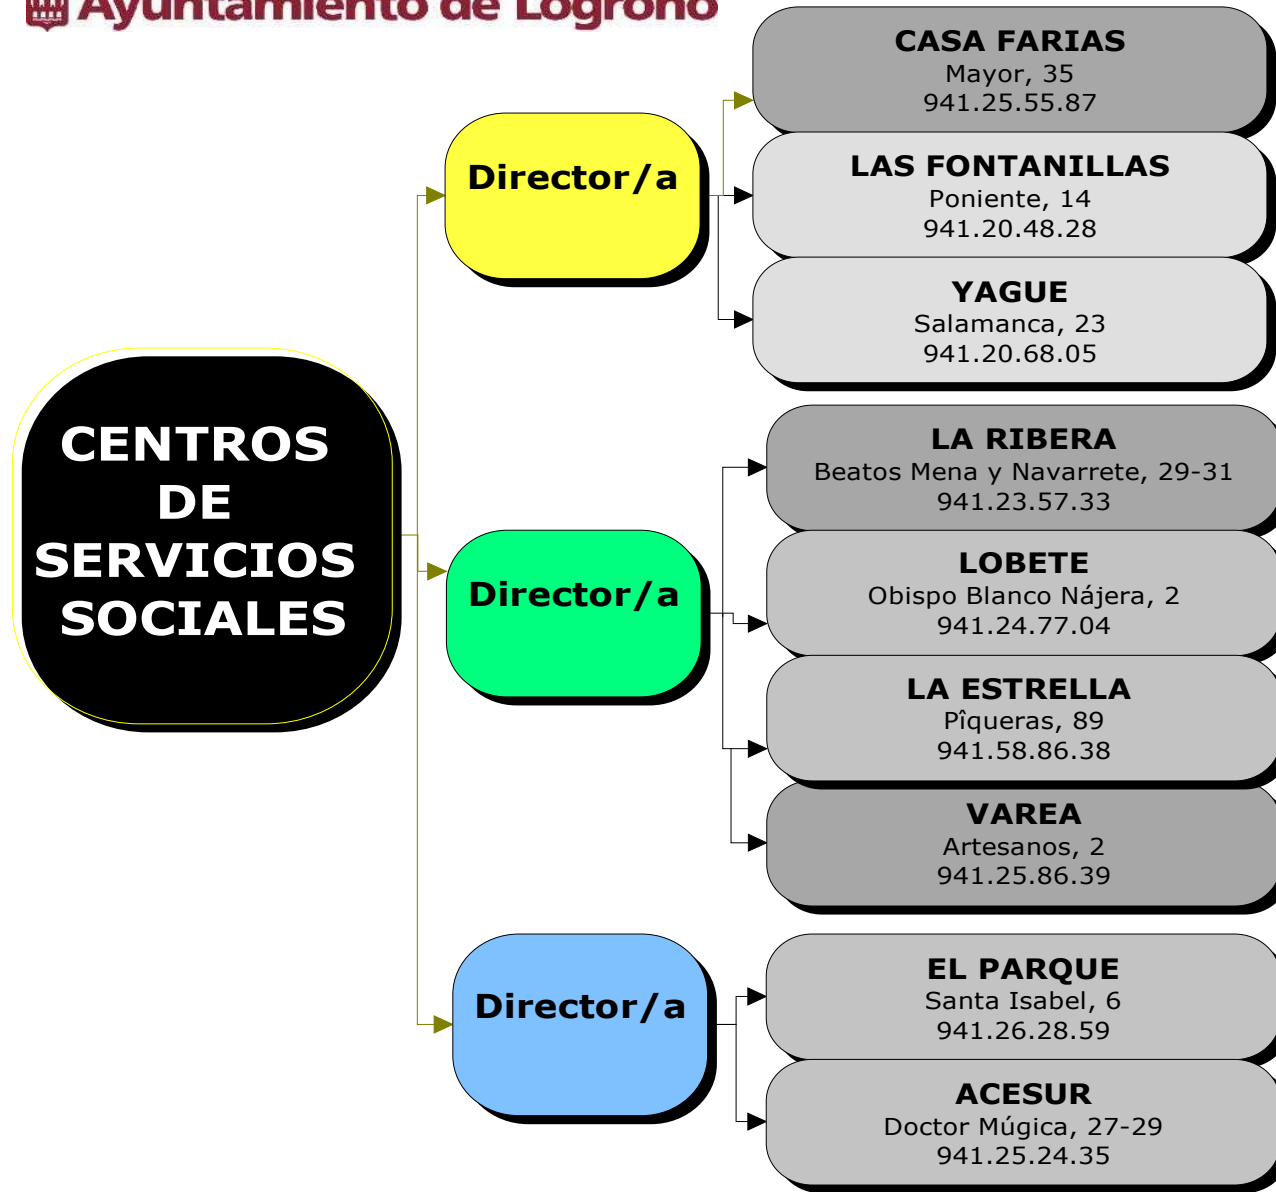 Ayuntamiento de Logroño
CENTROS
DE
SERVICIOS
SOCIALES
Director/a
CASA FARIAS
Mayor, 35
941.25.55.87
LAS FONTANILLAS
Poniente, 14
941.20.48.28
YAGUE
Salamanca, 23
941.20.68.05
Director/a
LA RIBERA
Beatos Mena y Navarrete, 29-31
941.23.57.33
LOBETE
Obispo Blanco Nájera, 2
941.24.77.04
LA ESTRELLA
Pîqueras, 89
941.58.86.38
VAREA
Artesanos, 2
941.25.86.39
Director/a
EL PARQUE
Santa Isabel, 6
941.26.28.59
ACESUR
Doctor Múgica, 27-29
941.25.24.35